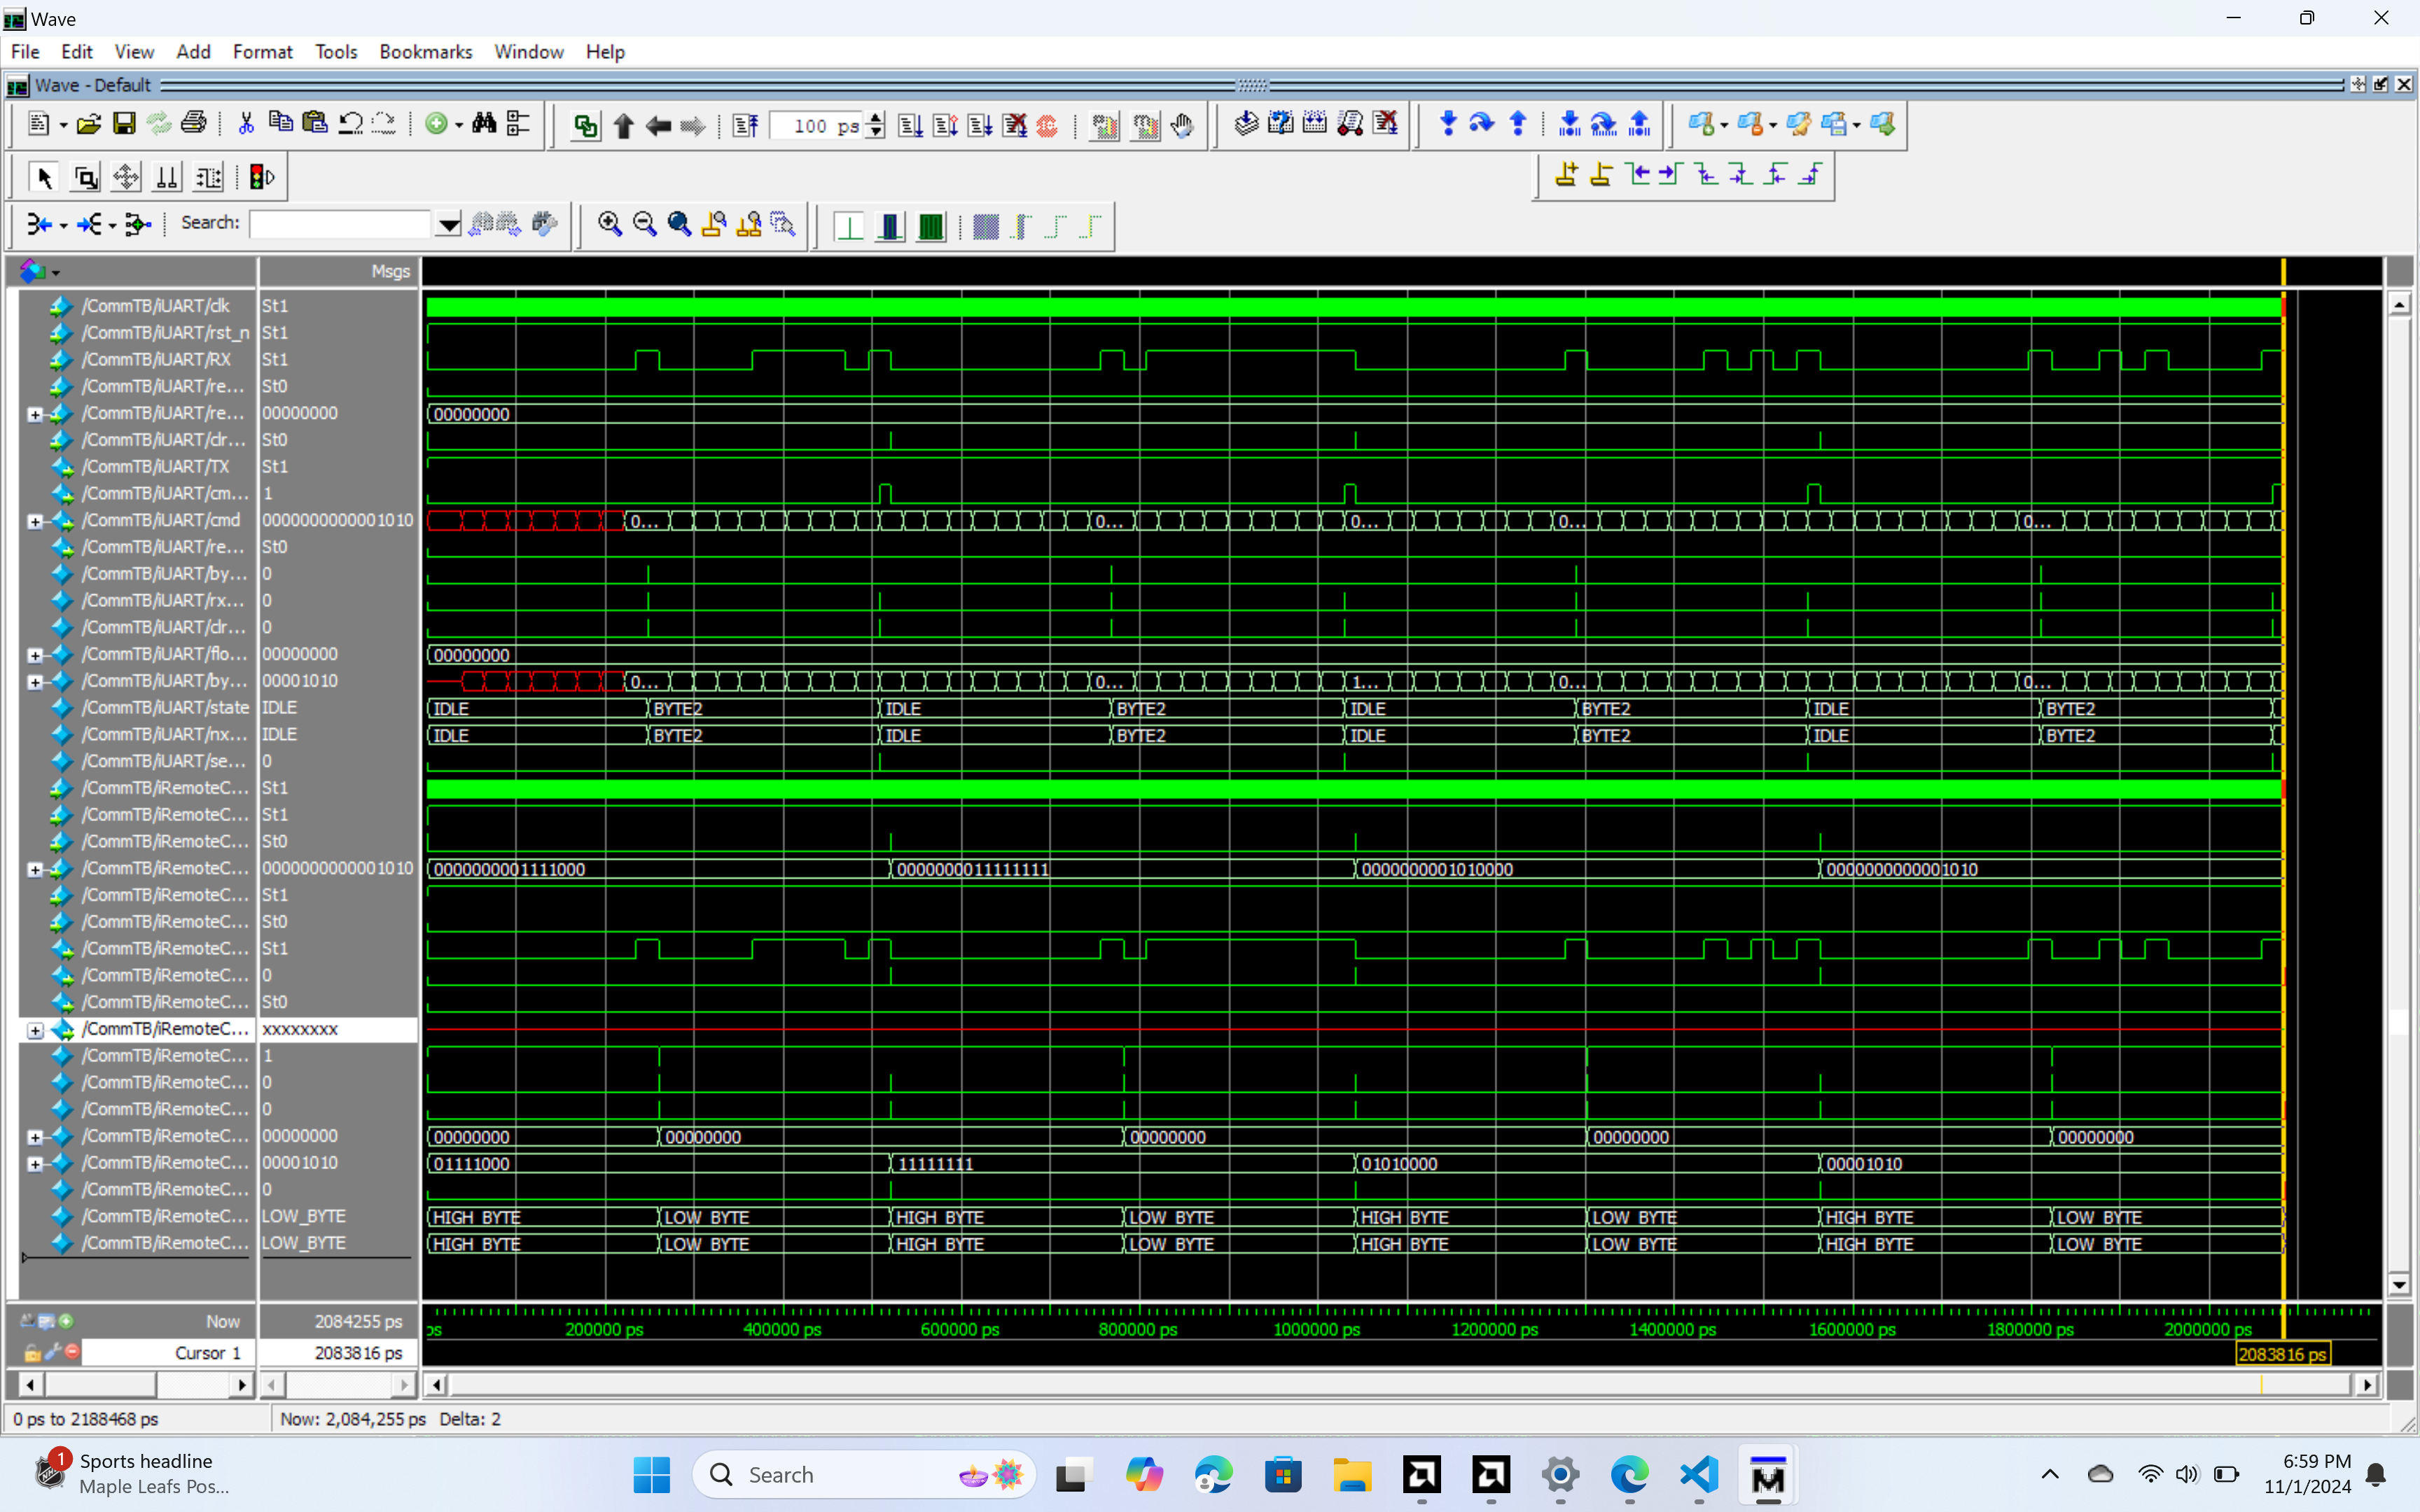 Wave
File Edit View Add Format Tools Bookmarks Window Help
Wave - Default
100 ps
Search:
Msgs
/CommTB/iUART/clk St1
/CommTB/iUART/rst_n St1
/CommTB/iUART/RX St1
/CommTB/iUART/re... St0
/CommTB/iUART/re... 00000000 00000000
/CommTB/iUART/clr... St0
/CommTB/iUART/TX St1
/CommTB/iUART/cm... 1
/CommTB/iUART/cmd 0000000000001010 0... 0... 0... 0... 0...
/CommTB/iUART/re... St0
/CommTB/iUART/by... 0
/CommTB/iUART/rx... 0
/CommTB/iUART/clr... 0
/CommTB/iUART/flo... 00000000 00000000
/CommTB/iUART/by... 00001010 0... 0... 1... 0... 0...
/CommTB/iUART/state IDLE IDLE BYTE2 IDLE BYTE2 IDLE BYTE2 IDLE BYTE2
/CommTB/iUART/nx... IDLE IDLE BYTE2 IDLE BYTE2 IDLE BYTE2 IDLE BYTE2
/CommTB/iUART/se... 0
/CommTB/iRemoteC... St1
/CommTB/iRemoteC... St1
/CommTB/iRemoteC... St0
/CommTB/iRemoteC... 0000000000001010 0000000001111000 0000000011111111 0000000001010000 0000000000001010
/CommTB/iRemoteC... St1
/CommTB/iRemoteC... St0
/CommTB/iRemoteC... St1
/CommTB/iRemoteC... 0
/CommTB/iRemoteC... St0
/CommTB/iRemoteC... xxxxxxxx
/CommTB/iRemoteC... 1
/CommTB/iRemoteC... 0
/CommTB/iRemoteC... 0
/CommTB/iRemoteC... 00000000 00000000 00000000 00000000 00000000 00000000
/CommTB/iRemoteC... 00001010 01111000 11111111 01010000 00001010
/CommTB/iRemoteC... 0
/CommTB/iRemoteC... LOW_BYTE HIGH_BYTE LOW_BYTE HIGH_BYTE LOW_BYTE HIGH_BYTE LOW_BYTE HIGH_BYTE LOW_BYTE
/CommTB/iRemoteC... LOW_BYTE HIGH_BYTE LOW_BYTE HIGH_BYTE LOW_BYTE HIGH_BYTE LOW_BYTE HIGH_BYTE LOW_BYTE
Now 2084255 ps ps 200000 ps 400000 ps 600000 ps 800000 ps 1000000 ps 1200000 ps 1400000 ps 1600000 ps 1800000 ps 2000000 ps
Cursor 1 2083816 ps 2083816 ps
0 ps to 2188468 ps Now: 2,084,255 ps Delta: 2
1 Sports headline
Maple Leafs Pos...
Search
6:59 PM
11/1/2024